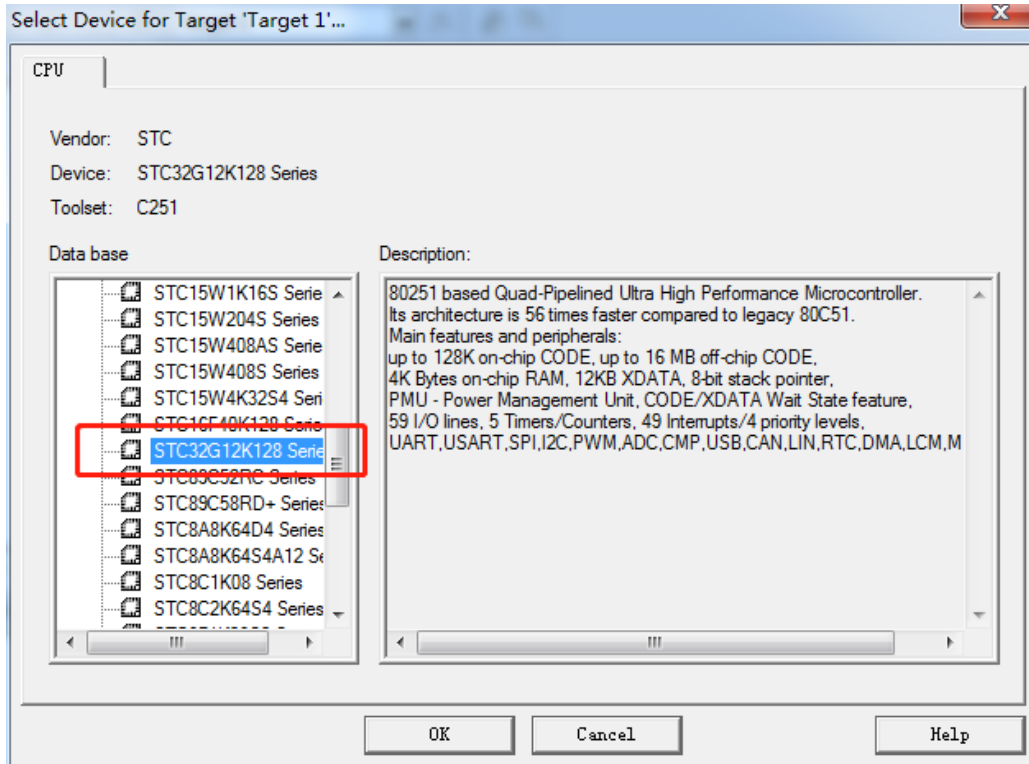 Select Device for Target 'Target 1'...
CPU
Vendor: STC
Device: STC32G12K128 Series
Toolset: C251
Data base
Description:
STC15W1K16S Serie
STC15W204S Series
STC15W408AS Serie
STC15W408S Series
STC15W4K32S4 Seri
STC16F40K128 Serie
STC32G12K128 Serie
STC89C52RC Series
STC89C58RD+ Series
STC8A8K64D4 Series
STC8A8K64S4A12 Se
STC8C1K08 Series
STC8C2K64S4 Series
80251 based Quad-Pipelined Ultra High Performance Microcontroller.
Its architecture is 56 times faster compared to legacy 80C51.
Main features and peripherals:
up to 128K on-chip CODE, up to 16 MB off-chip CODE,
4K Bytes on-chip RAM, 12KB XDATA, 8-bit stack pointer,
PMU - Power Management Unit, CODE/XDATA Wait State feature,
59 I/O lines, 5 Timers/Counters, 49 Interrupts/4 priority levels,
UART,USART,SPI,I2C,PWM,ADC,CMP,USB,CAN,LIN,RTC,DMA,LCM,M
OK
Cancel
Help